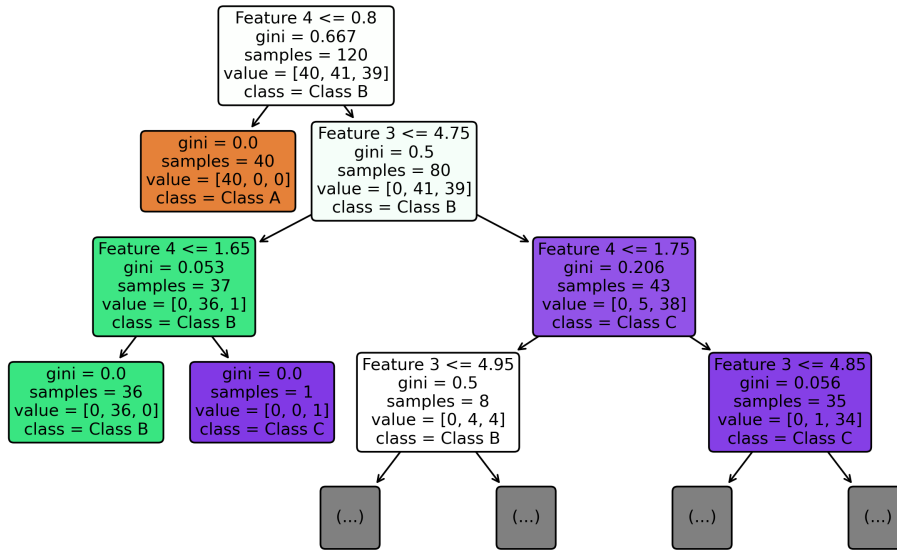 Feature 4 <= 0.8
gini = 0.667
samples = 120
value = [40, 41, 39]
class = Class B
gini = 0.0
samples = 40
value = [40, 0, 0]
class = Class A
Feature 3 <= 4.75
gini = 0.5
samples = 80
value = [0, 41, 39]
class = Class B
Feature 4 <= 1.65
gini = 0.053
samples = 37
value = [0, 36, 1]
class = Class B
Feature 4 <= 1.75
gini = 0.206
samples = 43
value = [0, 5, 38]
class = Class C
gini = 0.0
samples = 36
value = [0, 36, 0]
class = Class B
gini = 0.0
samples = 1
value = [0, 0, 1]
class = Class C
Feature 3 <= 4.95
gini = 0.5
samples = 8
value = [0, 4, 4]
class = Class B
Feature 3 <= 4.85
gini = 0.056
samples = 35
value = [0, 1, 34]
class = Class C
(...)
(...)
(...)
(...)